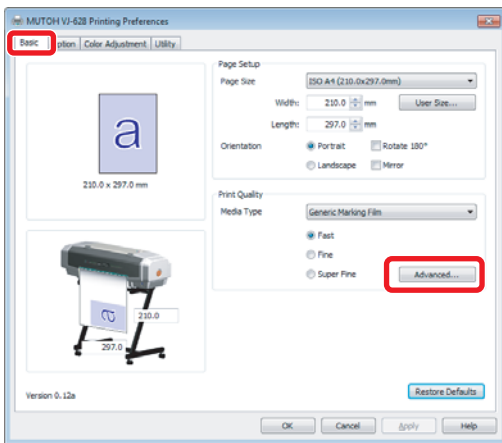 MUTOH VJ-628 Printing Preferences
Basic ption Color Adjustment Utility
a
210.0 x 297.0 mm
Page Setup
Page Size ISO A4 (210.0x297.0mm)
Width: 210.0 mm User Size...
Length: 297.0 mm
Orientation Portrait Rotate 180°
Landscape Mirror
Print Quality
Media Type Generic Marking Film
Fast
Fine
Super Fine Advanced...
a
210.0
297.0
Version 0.12a
Restore Defaults
OK Cancel Apply Help